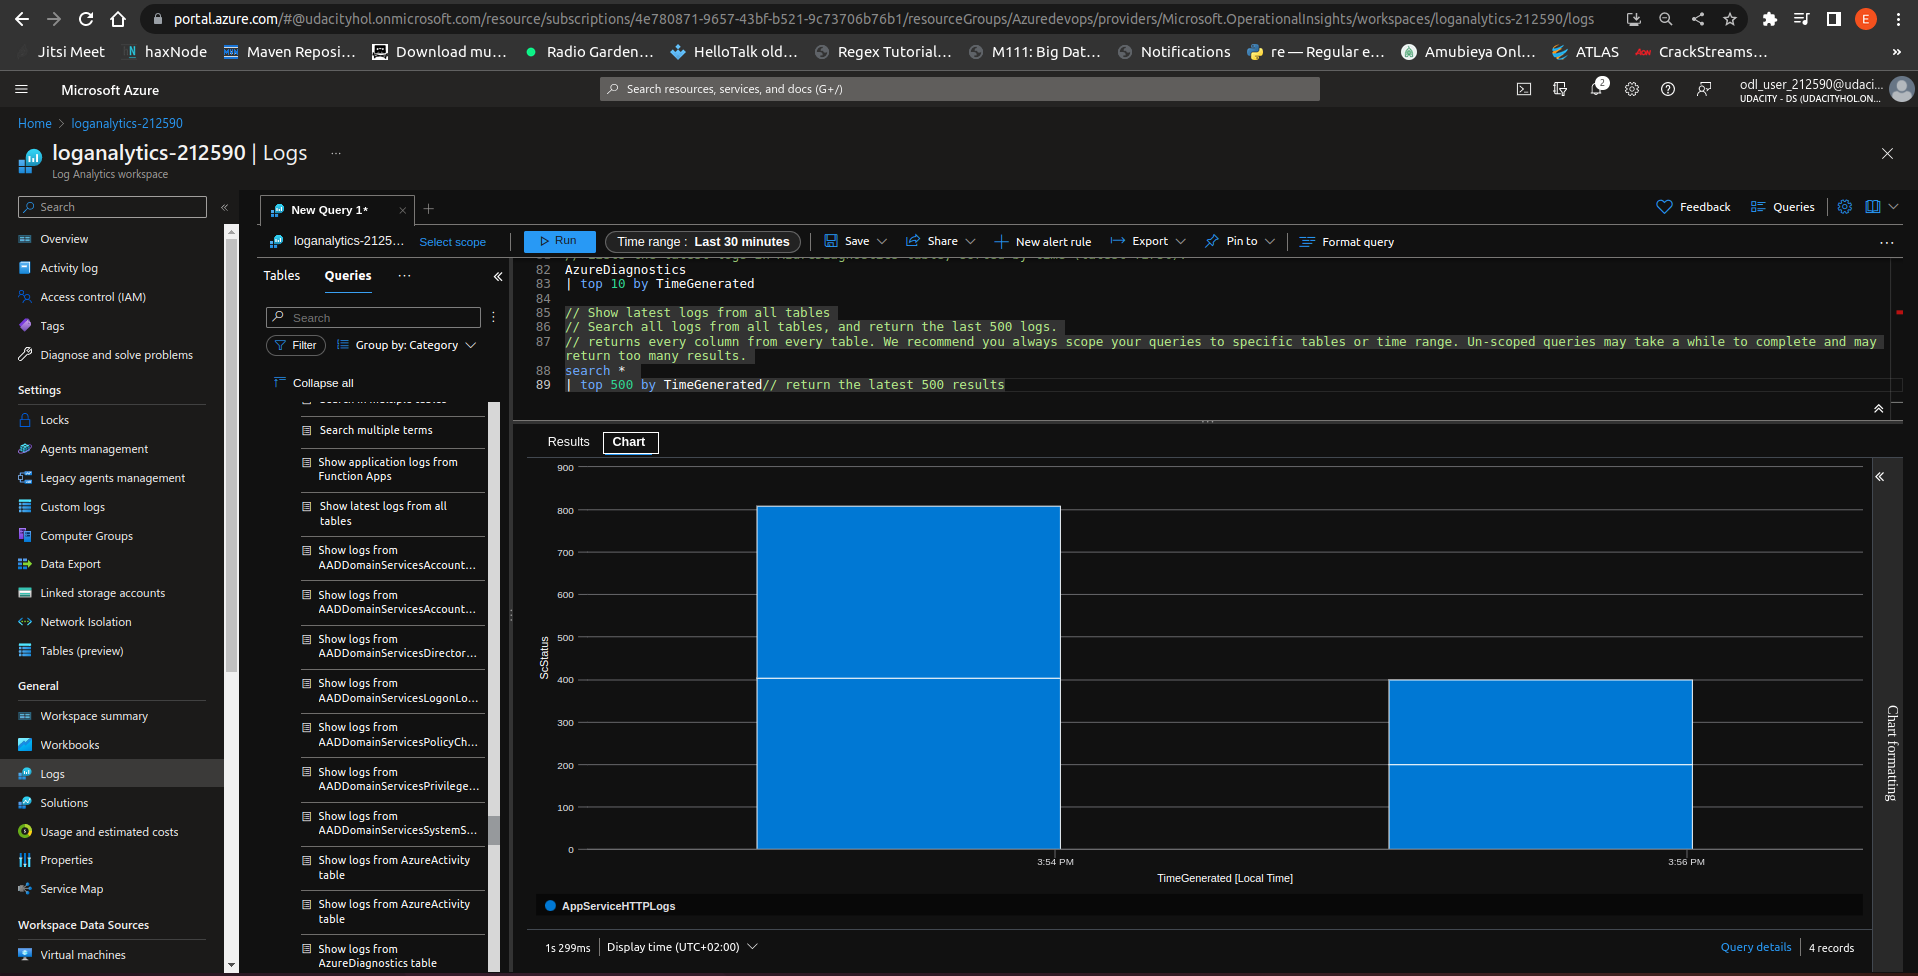 portal.azure.com/#@udacityhol.onmicrosoft.com/resource/subscriptions/4e780871-9657-43bf-b521-9c73706b76b1/resourceGroups/Azuredevops/providers/Microsoft.OperationalInsights/workspaces/loganalytics-212590/logs
E
Jitsi Meet
haxNode
Maven Reposi...
Download mu...
Radio Garden...
HelloTalk old...
Regex Tutorial...
M111: Big Dat...
Notifications
re — Regular e...
Amubieya Onl...
ATLAS
CrackStreams...
»
Microsoft Azure
Search resources, services, and docs (G+/)
2
odl_user_212590@udaci...
UDACITY - DS (UDACITYHOL.ON...
Home > loganalytics-212590
loganalytics-212590 | Logs ...
Log Analytics workspace
Search
«
Overview
Activity log
Access control (IAM)
Tags
Diagnose and solve problems
Settings
Locks
Agents management
Legacy agents management
Custom logs
Computer Groups
Data Export
Linked storage accounts
Network Isolation
Tables (preview)
General
Workspace summary
Workbooks
Logs
Solutions
Usage and estimated costs
Properties
Service Map
Workspace Data Sources
Virtual machines
New Query 1*
Feedback
Queries
loganalytics-2125...
Select scope
Run
Time range : Last 30 minutes
Save
Share
New alert rule
Export
Pin to
Format query
...
Tables
Queries
...
«
Search
Filter
Group by: Category
Collapse all
Search in multiple tables
Search multiple terms
Show application logs from
Function Apps
Show latest logs from all
tables
Show logs from
AADDomainServicesAccount...
Show logs from
AADDomainServicesAccount...
Show logs from
AADDomainServicesDirector...
Show logs from
AADDomainServicesLogonLo...
Show logs from
AADDomainServicesPolicyCh...
Show logs from
AADDomainServicesPrivilege...
Show logs from
AADDomainServicesSystemS...
Show logs from AzureActivity
table
Show logs from AzureActivity
table
Show logs from
AzureDiagnostics table
82 AzureDiagnostics
83 | top 10 by TimeGenerated
84
85 // Show latest logs from all tables
86 // Search all logs from all tables, and return the last 500 logs.
87 // returns every column from every table. We recommend you always scope your queries to specific tables or time range. Un-scoped queries may take a while to complete and may
return too many results.
88 search *
89 | top 500 by TimeGenerated// return the latest 500 results
Results
Chart
900
800
700
600
500
400
300
200
100
0
ScStatus
3:54 PM
3:56 PM
TimeGenerated [Local Time]
AppServiceHTTPLogs
«
Chart formatting
1s 299ms
Display time (UTC+02:00)
Query details
4 records